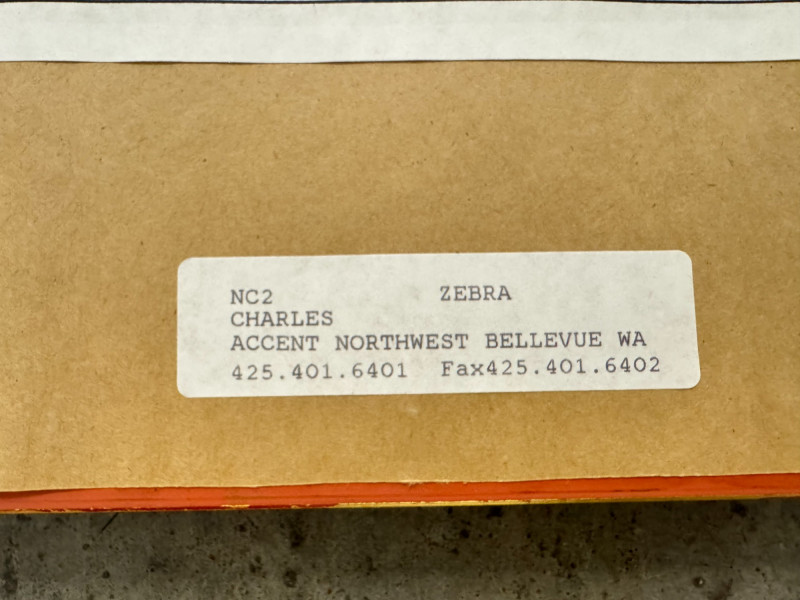 NC2 ZEBRA
CHARLES
ACCENT NORTHWEST BELLEVUE WA
425.401.6401 Fax425.401.6402